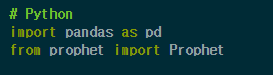 # Python
import pandas as pd
from prophet import Prophet